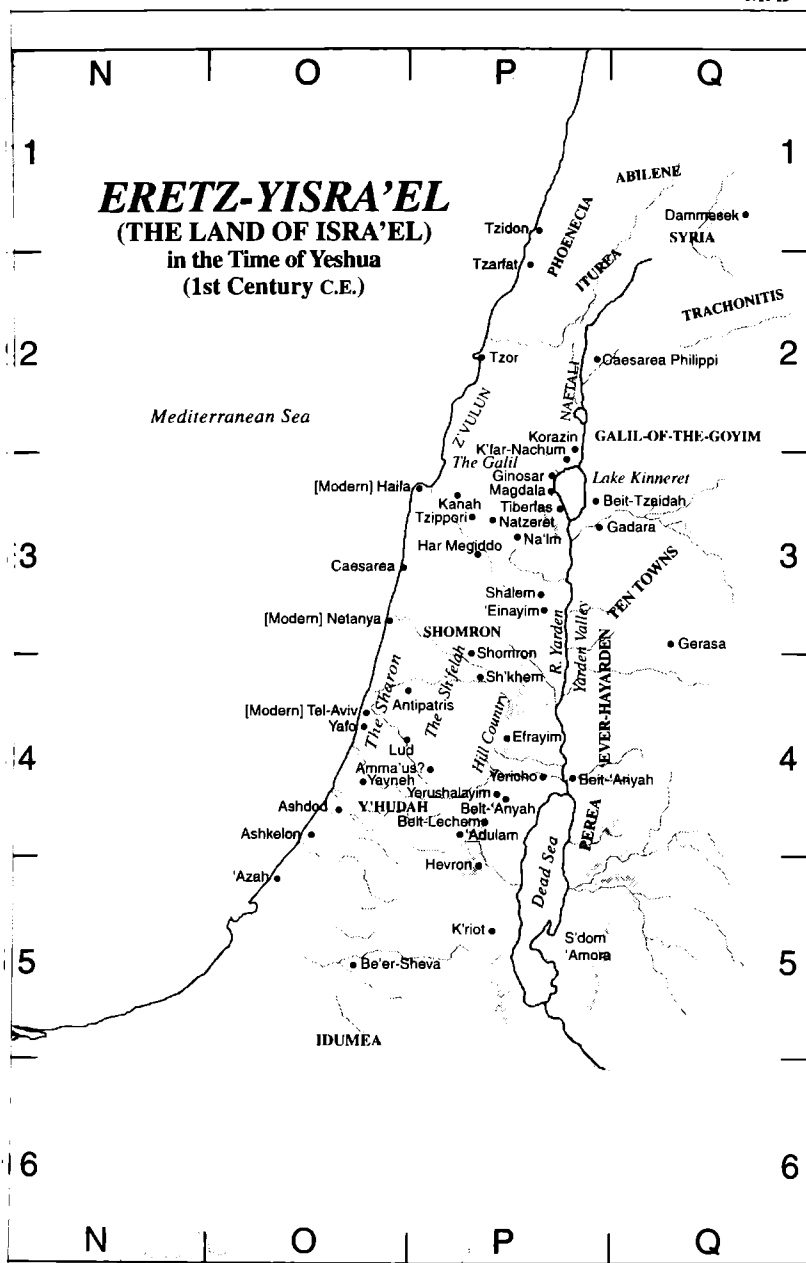 N O P Q
1 1
ERETZ-YISRA'EL
(THE LAND OF ISRA'EL)
in the Time of Yeshua
(1st Century C.E.)
ABILENE
Dammesek
SYRIA
Tzidon
PHOENECIA
Tzarfat
ITUREA
TRACHONITIS
2 2
Tzor
Caesarea Philippi
NAFTALI
Mediterranean Sea
Z'VULUN
Korazin
GALIL-OF-THE-GOYIM
K'far-Nachum
The Galil
Ginosar
Lake Kinneret
[Modern] Haifa
Magdala
Kanah
Tiberias
Beit-Tzaidah
Tzippori
Natzeret
Gadara
Na'im
Har Megiddo
3 3
Caesarea
TEN TOWNS
Shalem
'Einayim
[Modern] Netanya
SHOMRON
R. Yarden
Yarden Valley
Gerasa
Shomron
Sh'khem
The Sharon
The Sh'felah
Antipatris
[Modern] Tel-Aviv
Yafo
EVER-HAYARDEN
Hill Country
Efrayim
Lud
4 4
Amma'us?
Yavneh
Yericho
Beit-'Anyah
Yerushalayim
Ashdod
Y'HUDAH
Beit-'Anyah
Beit-Lechem
PEREA
Ashkelon
'Adulam
Hevron
Dead Sea
'Azah
K'riot
S'dom
'Amora
5 5
Be'er-Sheva
IDUMEA
6 6
N O P Q